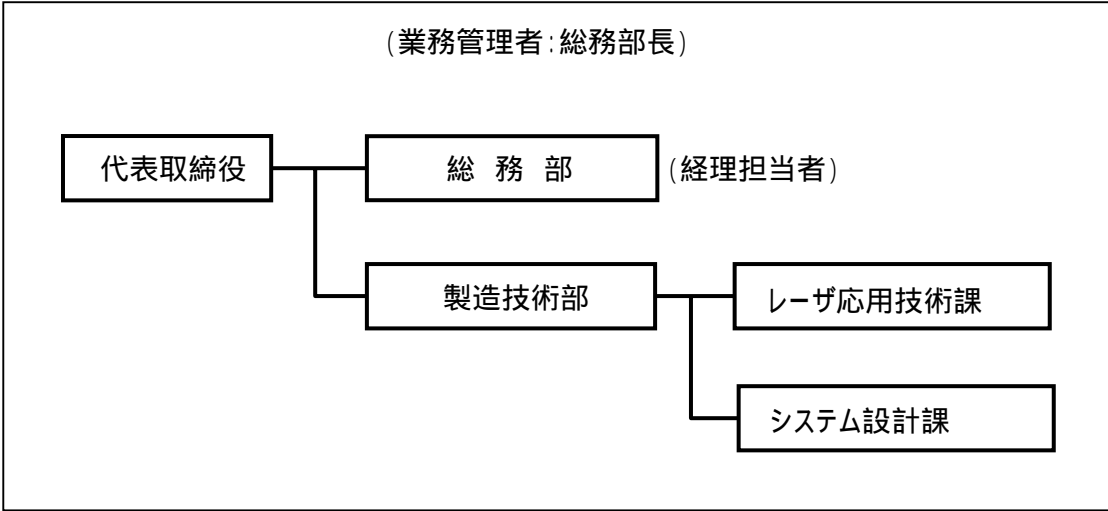 (業務管理者:総務部長)
代表取締役
総 務 部
(経理担当者)
製造技術部
レーザ応用技術課
システム設計課